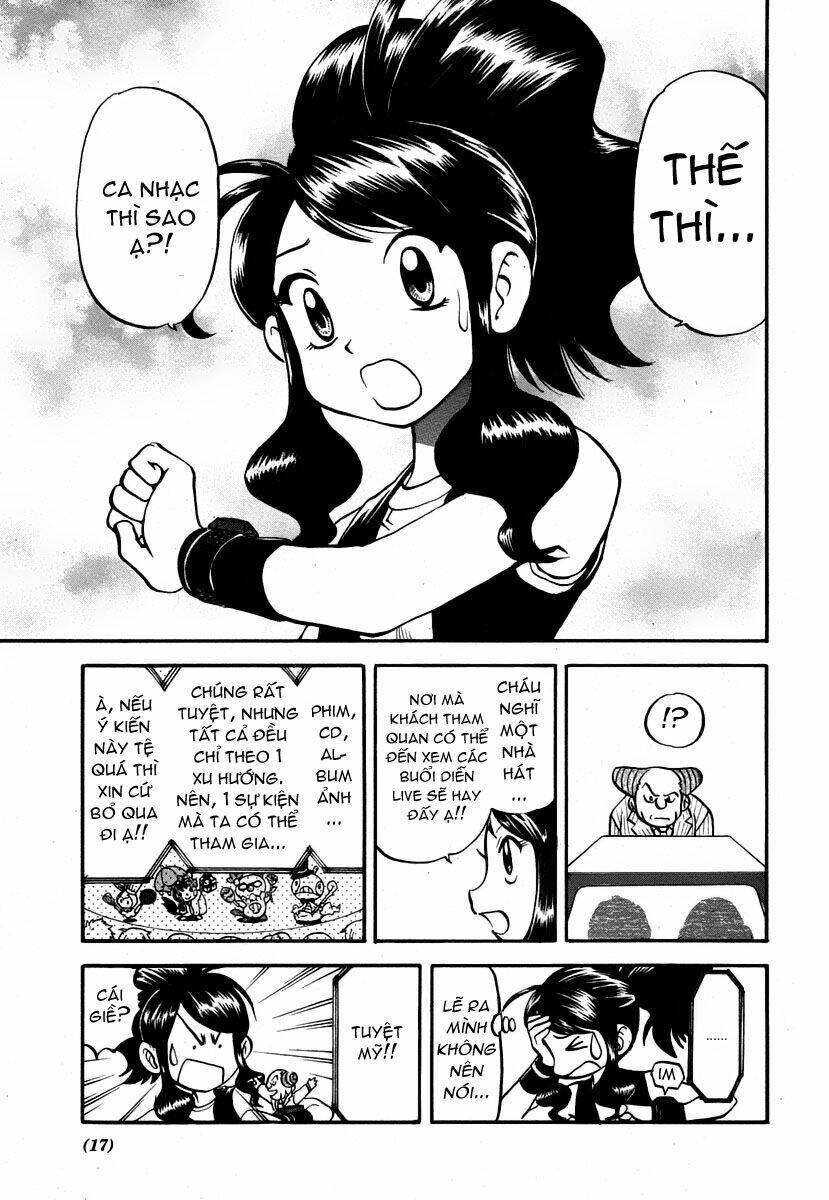 THẾ
THÌ...
CA NHẠC
THÌ SAO
Ạ?!
!?
CHÁU
NGHĨ
MỘT
NHÀ
HÁT
...
NƠI MÀ
KHÁCH THAM
QUAN CÓ THỂ
ĐẾN XEM CÁC
BUỔI DIỄN
LIVE SẼ HAY
ĐẤY Ạ!!
PHIM,
CD,
AL-
BUM
ẢNH
...
CHÚNG RẤT
TUYỆT, NHƯNG
TẤT CẢ ĐỀU
CHỈ THEO 1
XU HƯỚNG.
NÊN, 1 SỰ KIỆN
MÀ TA CÓ THỂ
THAM GIA...
À, NẾU
Ý KIẾN
NÀY TỆ
QUÁ THÌ
XIN CỨ
BỎ QUA
ĐI Ạ!!
......
IM
LẼ RA
MÌNH
KHÔNG
NÊN
NÓI...
TUYỆT
MỸ!!
CÁI
GIỀ?
(17)